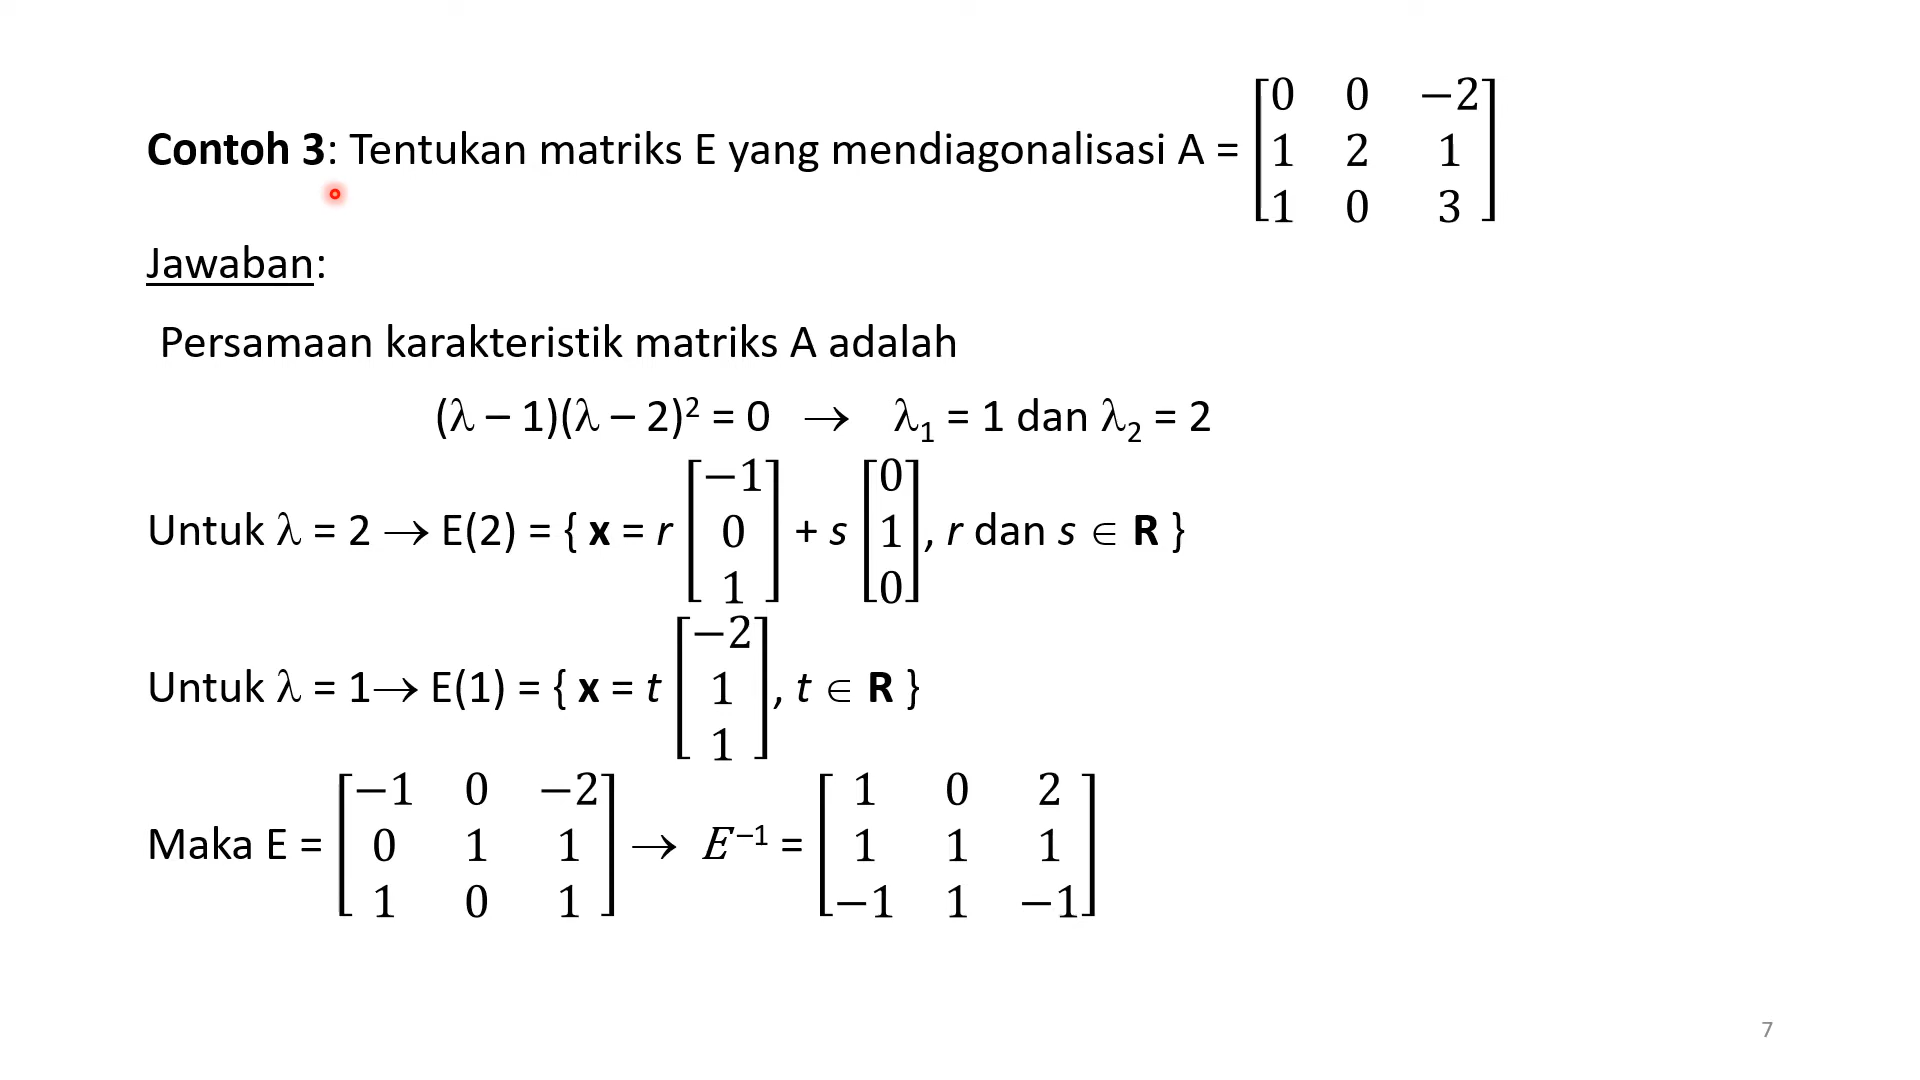 Contoh 3: Tentukan matriks E yang mendiagonalisasi A = [0 0 −2; 1 2 1; 1 0 3]
Jawaban:
Persamaan karakteristik matriks A adalah
(λ – 1)(λ – 2)² = 0 → λ₁ = 1 dan λ₂ = 2
Untuk λ = 2 → E(2) = { x = r [−1; 0; 1] + s [0; 1; 0], r dan s ∈ R }
Untuk λ = 1→ E(1) = { x = t [−2; 1; 1], t ∈ R }
Maka E = [−1 0 −2; 0 1 1; 1 0 1] → E⁻¹ = [1 0 2; 1 1 1; −1 1 −1]
7